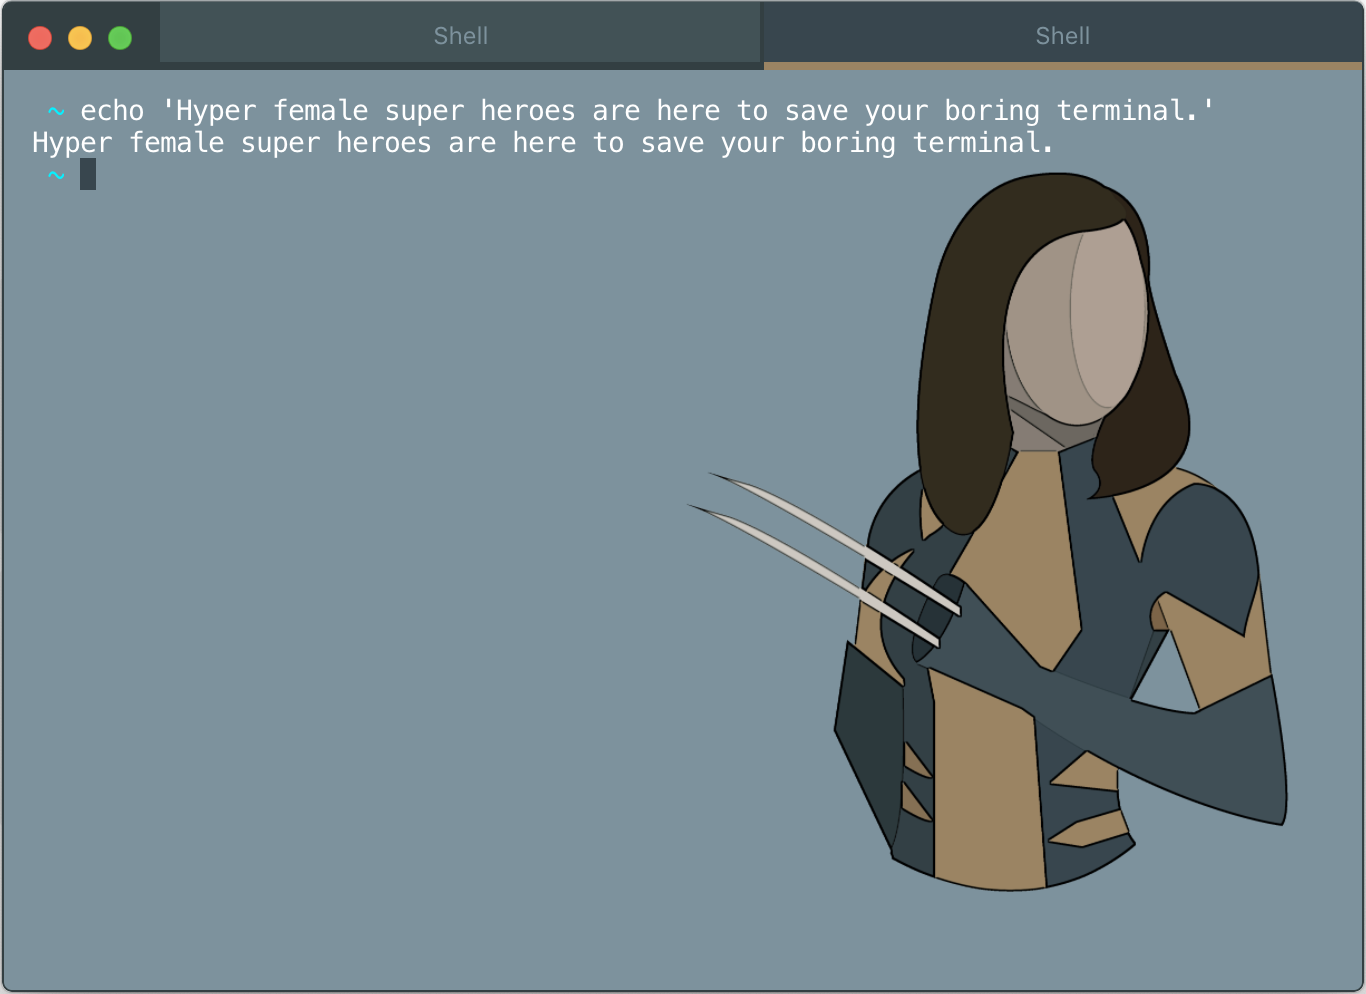 Shell
Shell
~ echo 'Hyper female super heroes are here to save your boring terminal.'
Hyper female super heroes are here to save your boring terminal.
~